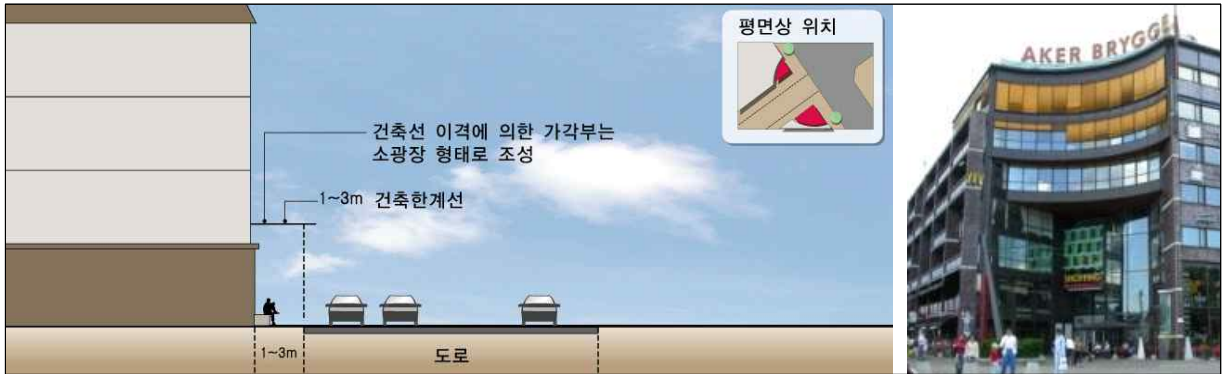 평면상 위치
건축선 이격에 의한 가각부는
소광장 형태로 조성
1~3m 건축한계선
1~3m
도로
AKER BRYGGE
SHOPPING